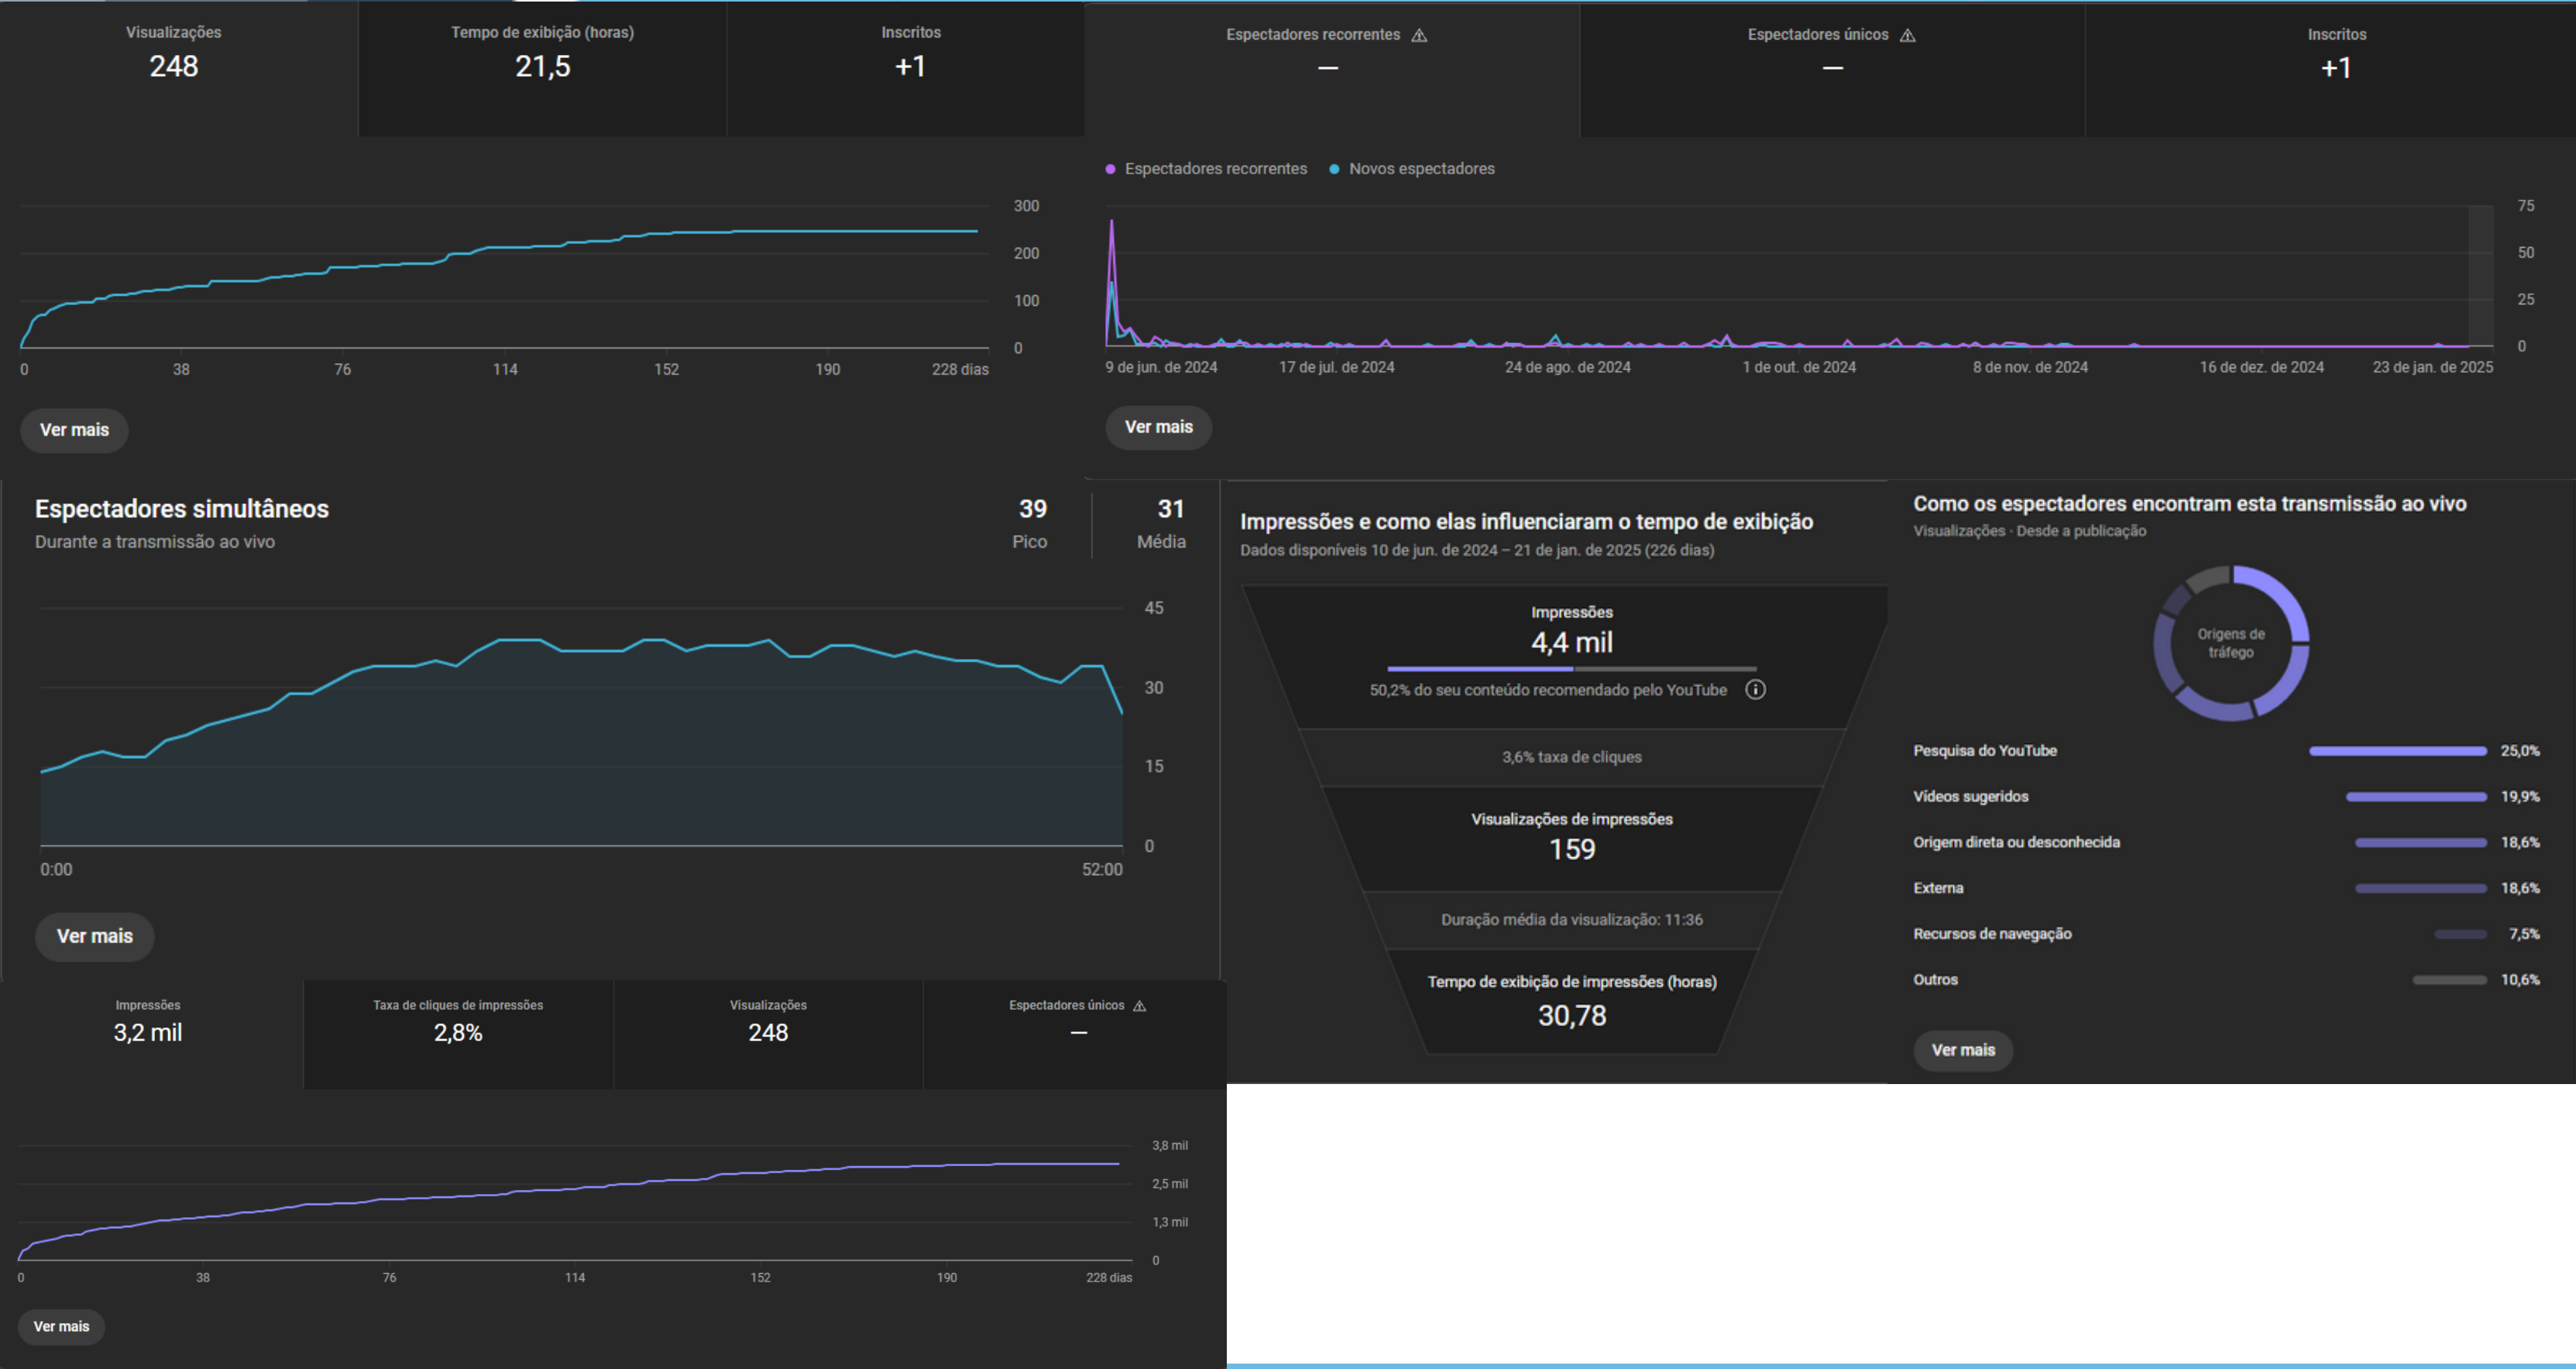 Visualizações
248
Tempo de exibição (horas)
21,5
Inscritos
+1
300
200
100
0
0 38 76 114 152 190 228 dias
Ver mais
Espectadores recorrentes
—
Espectadores únicos
—
Inscritos
+1
Espectadores recorrentes Novos espectadores
75
50
25
0
9 de jun. de 2024 17 de jul. de 2024 24 de ago. de 2024 1 de out. de 2024 8 de nov. de 2024 16 de dez. de 2024 23 de jan. de 2025
Ver mais
Espectadores simultâneos
Durante a transmissão ao vivo
39
Pico
31
Média
45
30
15
0
0:00 52:00
Ver mais
Impressões e como elas influenciaram o tempo de exibição
Dados disponíveis 10 de jun. de 2024 – 21 de jan. de 2025 (226 dias)
Impressões
4,4 mil
50,2% do seu conteúdo recomendado pelo YouTube
3,6% taxa de cliques
Visualizações de impressões
159
Duração média da visualização: 11:36
Tempo de exibição de impressões (horas)
30,78
Como os espectadores encontram esta transmissão ao vivo
Visualizações · Desde a publicação
Origens de
tráfego
Pesquisa do YouTube 25,0%
Vídeos sugeridos 19,9%
Origem direta ou desconhecida 18,6%
Externa 18,6%
Recursos de navegação 7,5%
Outros 10,6%
Ver mais
Impressões
3,2 mil
Taxa de cliques de impressões
2,8%
Visualizações
248
Espectadores únicos
—
3,8 mil
2,5 mil
1,3 mil
0
0 38 76 114 152 190 228 dias
Ver mais